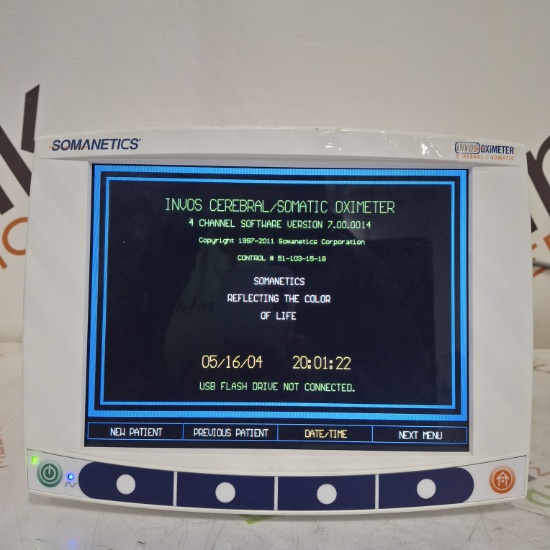 SOMANETICS
INVOS OXIMETER
CEREBRAL / SOMATIC
INVOS CEREBRAL/SOMATIC OXIMETER
4 CHANNEL SOFTWARE VERSION 7.00.0014
Copyright 1997-2011 Somanetics Corporation
CONTROL # 51-103-15-18
SOMANETICS
REFLECTING THE COLOR
OF LIFE
05/16/04 20:01:22
USB FLASH DRIVE NOT CONNECTED.
NEW PATIENT PREVIOUS PATIENT DATE/TIME NEXT MENU